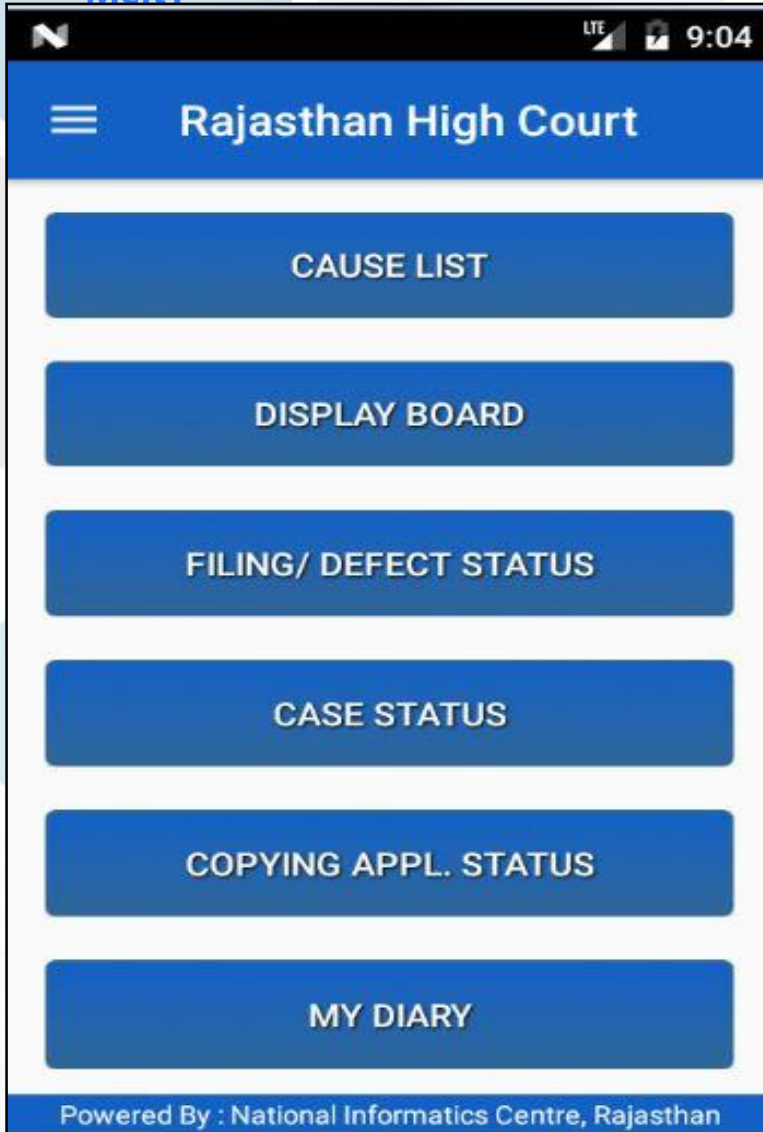 LTE 9:04
Rajasthan High Court
CAUSE LIST
DISPLAY BOARD
FILING/ DEFECT STATUS
CASE STATUS
COPYING APPL. STATUS
MY DIARY
Powered By : National Informatics Centre, Rajasthan